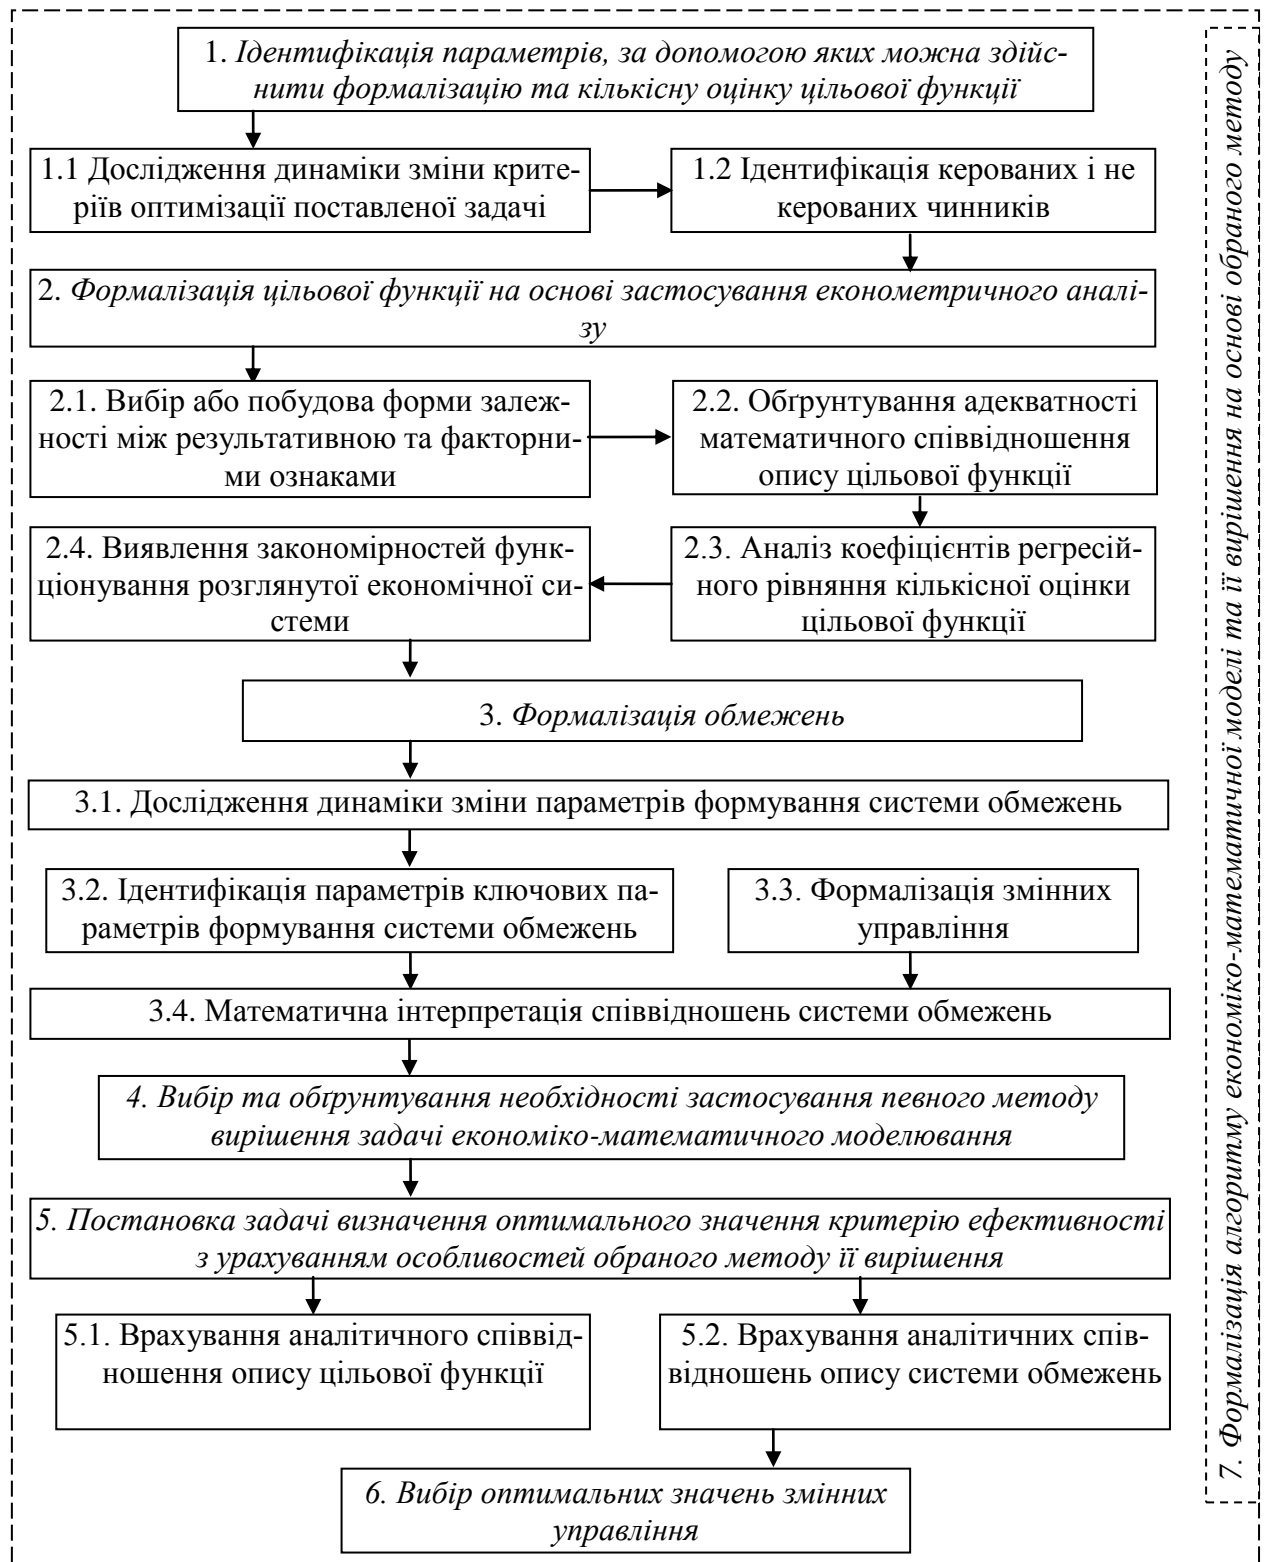 1. Ідентифікація параметрів, за допомогою яких можна здійс-
нити формалізацію та кількісну оцінку цільової функції
1.1 Дослідження динаміки зміни крите-
ріїв оптимізації поставленої задачі
1.2 Ідентифікація керованих і не
керованих чинників
2. Формалізація цільової функції на основі застосування економетричного аналі-
зу
2.1. Вибір або побудова форми залеж-
ності між результативною та факторни-
ми ознаками
2.2. Обґрунтування адекватності
математичного співвідношення
опису цільової функції
2.4. Виявлення закономірностей функ-
ціонування розглянутої економічної си-
стеми
2.3. Аналіз коефіцієнтів регресій-
ного рівняння кількісної оцінки
цільової функції
3. Формалізація обмежень
3.1. Дослідження динаміки зміни параметрів формування системи обмежень
3.2. Ідентифікація параметрів ключових па-
раметрів формування системи обмежень
3.3. Формалізація змінних
управління
3.4. Математична інтерпретація співвідношень системи обмежень
4. Вибір та обґрунтування необхідності застосування певного методу
вирішення задачі економіко-математичного моделювання
5. Постановка задачі визначення оптимального значення критерію ефективності
з урахуванням особливостей обраного методу її вирішення
5.1. Врахування аналітичного співвід-
ношення опису цільової функції
5.2. Врахування аналітичних спів-
відношень опису системи обмежень
6. Вибір оптимальних значень змінних
управління
7. Формалізація алгоритму економіко-математичної моделі та її вирішення на основі обраного методу